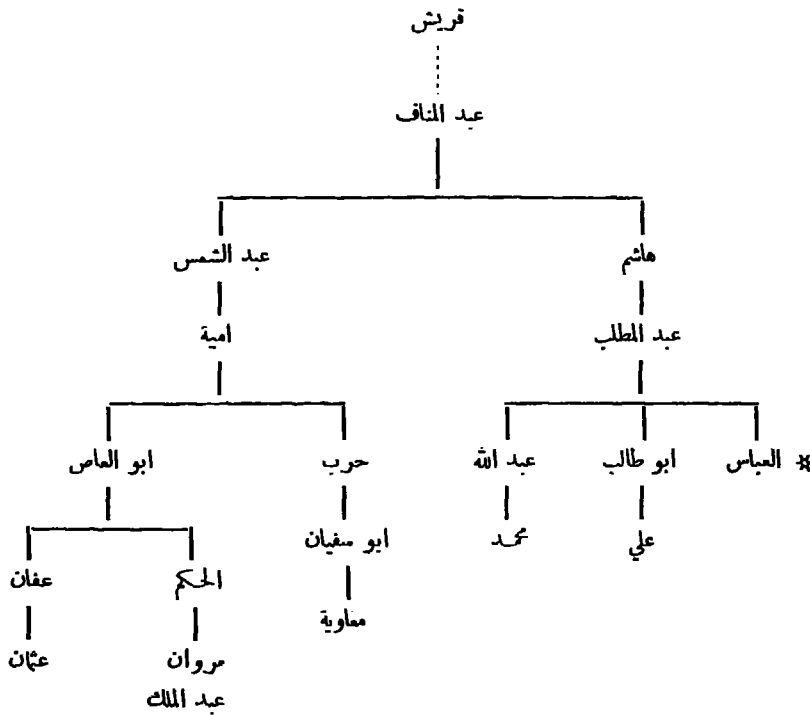 قريش
عبد المناف
هاشم
عبد الشمس
عبد المطلب
امية
* العباس
ابو طالب
عبد الله
حرب
ابو العاص
علي
محمد
ابو سفيان
الحكم
عفان
معاوية
مروان
عثمان
عبد الملك